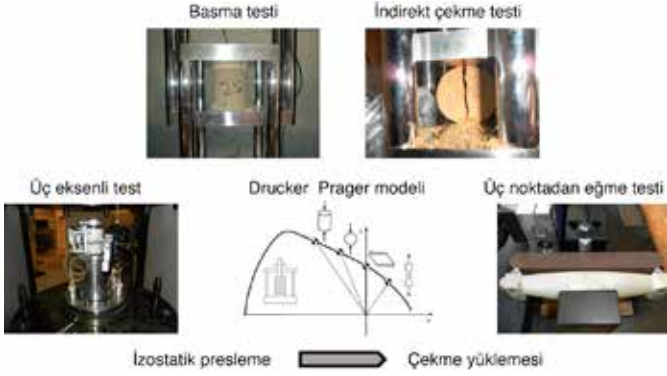 Basma testi
İndirekt çekme testi
25
Üç eksenli test
Drucker Prager modeli
Üç noktadan eğme testi
İzostatik presleme
Çekme yüklemesi